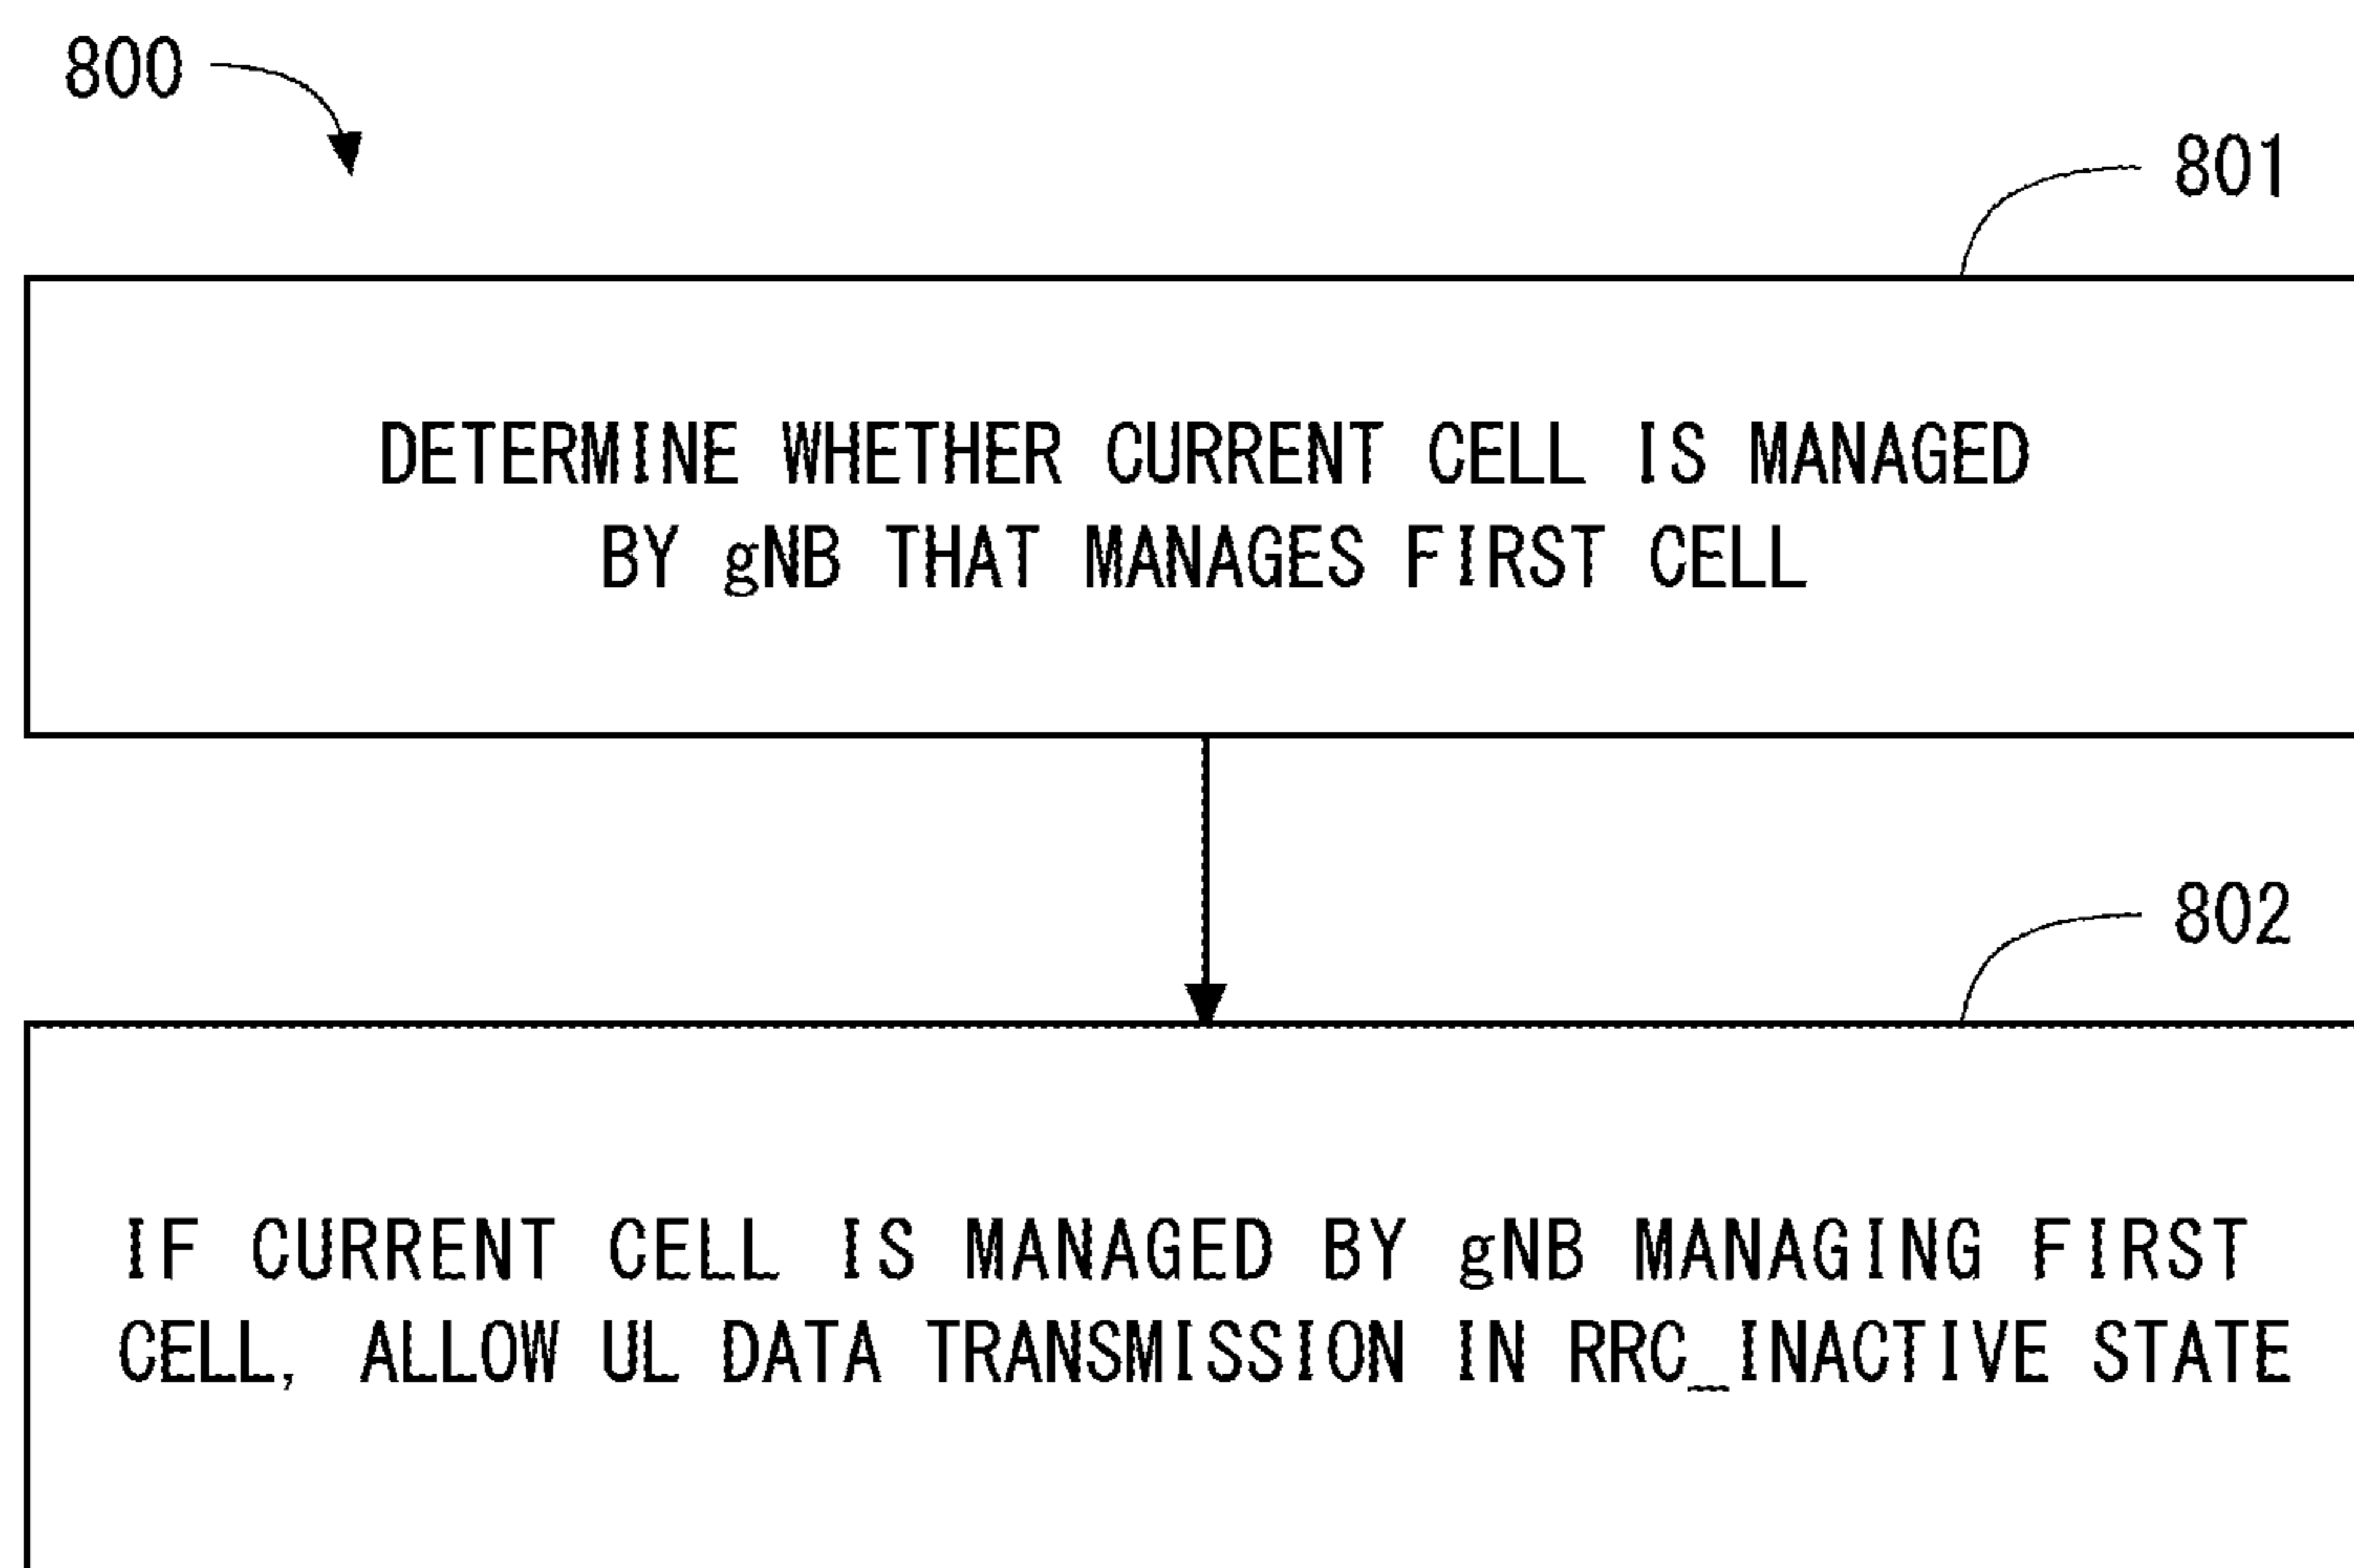 800
801
DETERMINE WHETHER CURRENT CELL IS MANAGED
BY gNB THAT MANAGES FIRST CELL
802
IF CURRENT CELL IS MANAGED BY gNB MANAGING FIRST
CELL, ALLOW UL DATA TRANSMISSION IN RRC_INACTIVE STATE